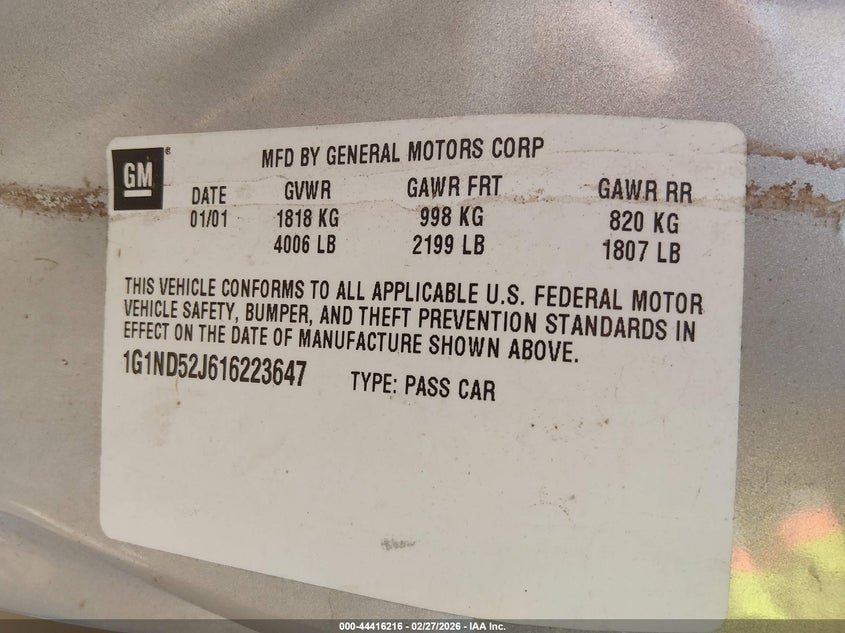 GM®
MFD BY GENERAL MOTORS CORP
DATE GVWR GAWR FRT GAWR RR
01/01 1818 KG 998 KG 820 KG
4006 LB 2199 LB 1807 LB
THIS VEHICLE CONFORMS TO ALL APPLICABLE U.S. FEDERAL MOTOR
VEHICLE SAFETY, BUMPER, AND THEFT PREVENTION STANDARDS IN
EFFECT ON THE DATE OF MANUFACTURE SHOWN ABOVE.
1G1ND52J616223647 TYPE: PASS CAR
000-44416216 - 02/27/2026 - IAA Inc.